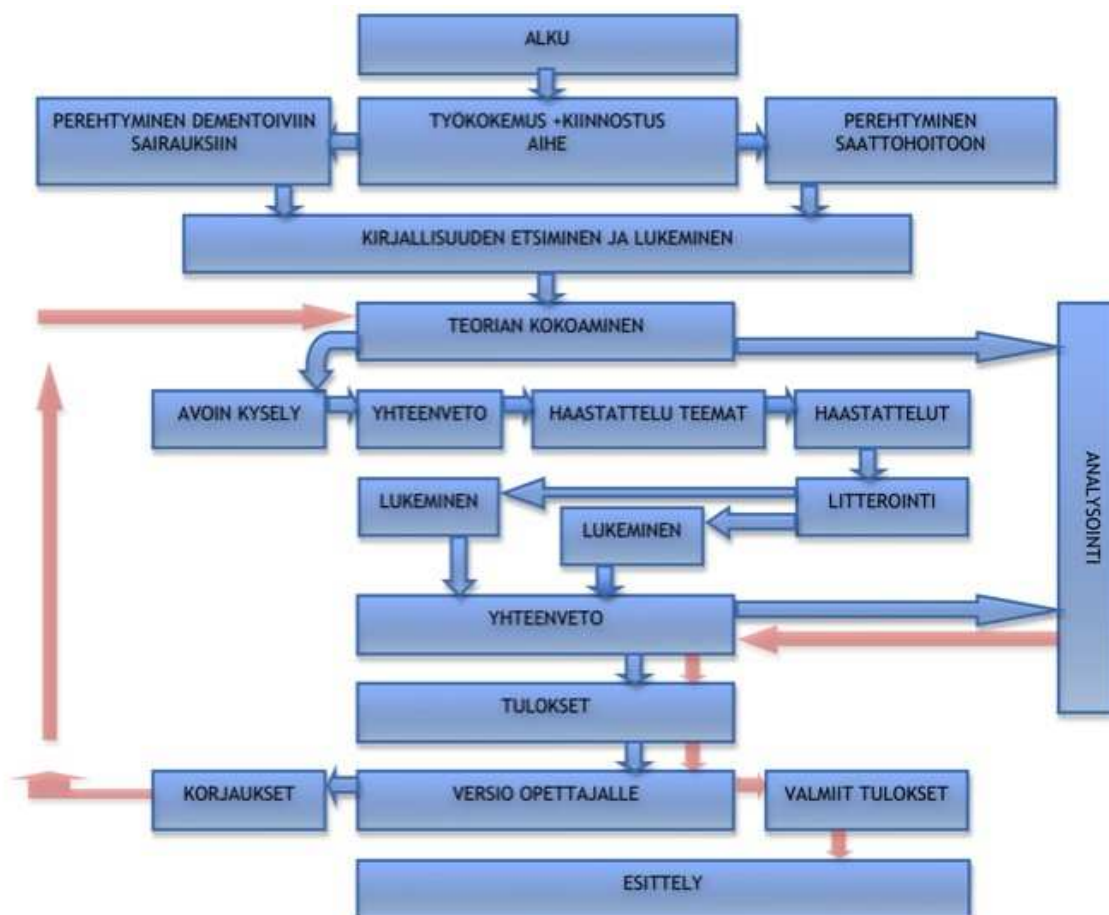 ALKU
PEREHTYMINEN DEMENTOIVIIN
SAIRAUKSIIN
TYÖKOKEMUS +KIINNOSTUS
AIHE
PEREHTYMINEN
SAATTOHOITOON
KIRJALLISUUDEN ETSIMINEN JA LUKEMINEN
TEORIAN KOKOAMINEN
AVOIN KYSELY
YHTEENVETO
HAASTATTELU TEEMAT
HAASTATTELUT
ANALYSOINTI
LUKEMINEN
LITTEROINTI
LUKEMINEN
YHTEENVETO
TULOKSET
KORJAUKSET
VERSIO OPETTAJALLE
VALMIIT TULOKSET
ESITTELY